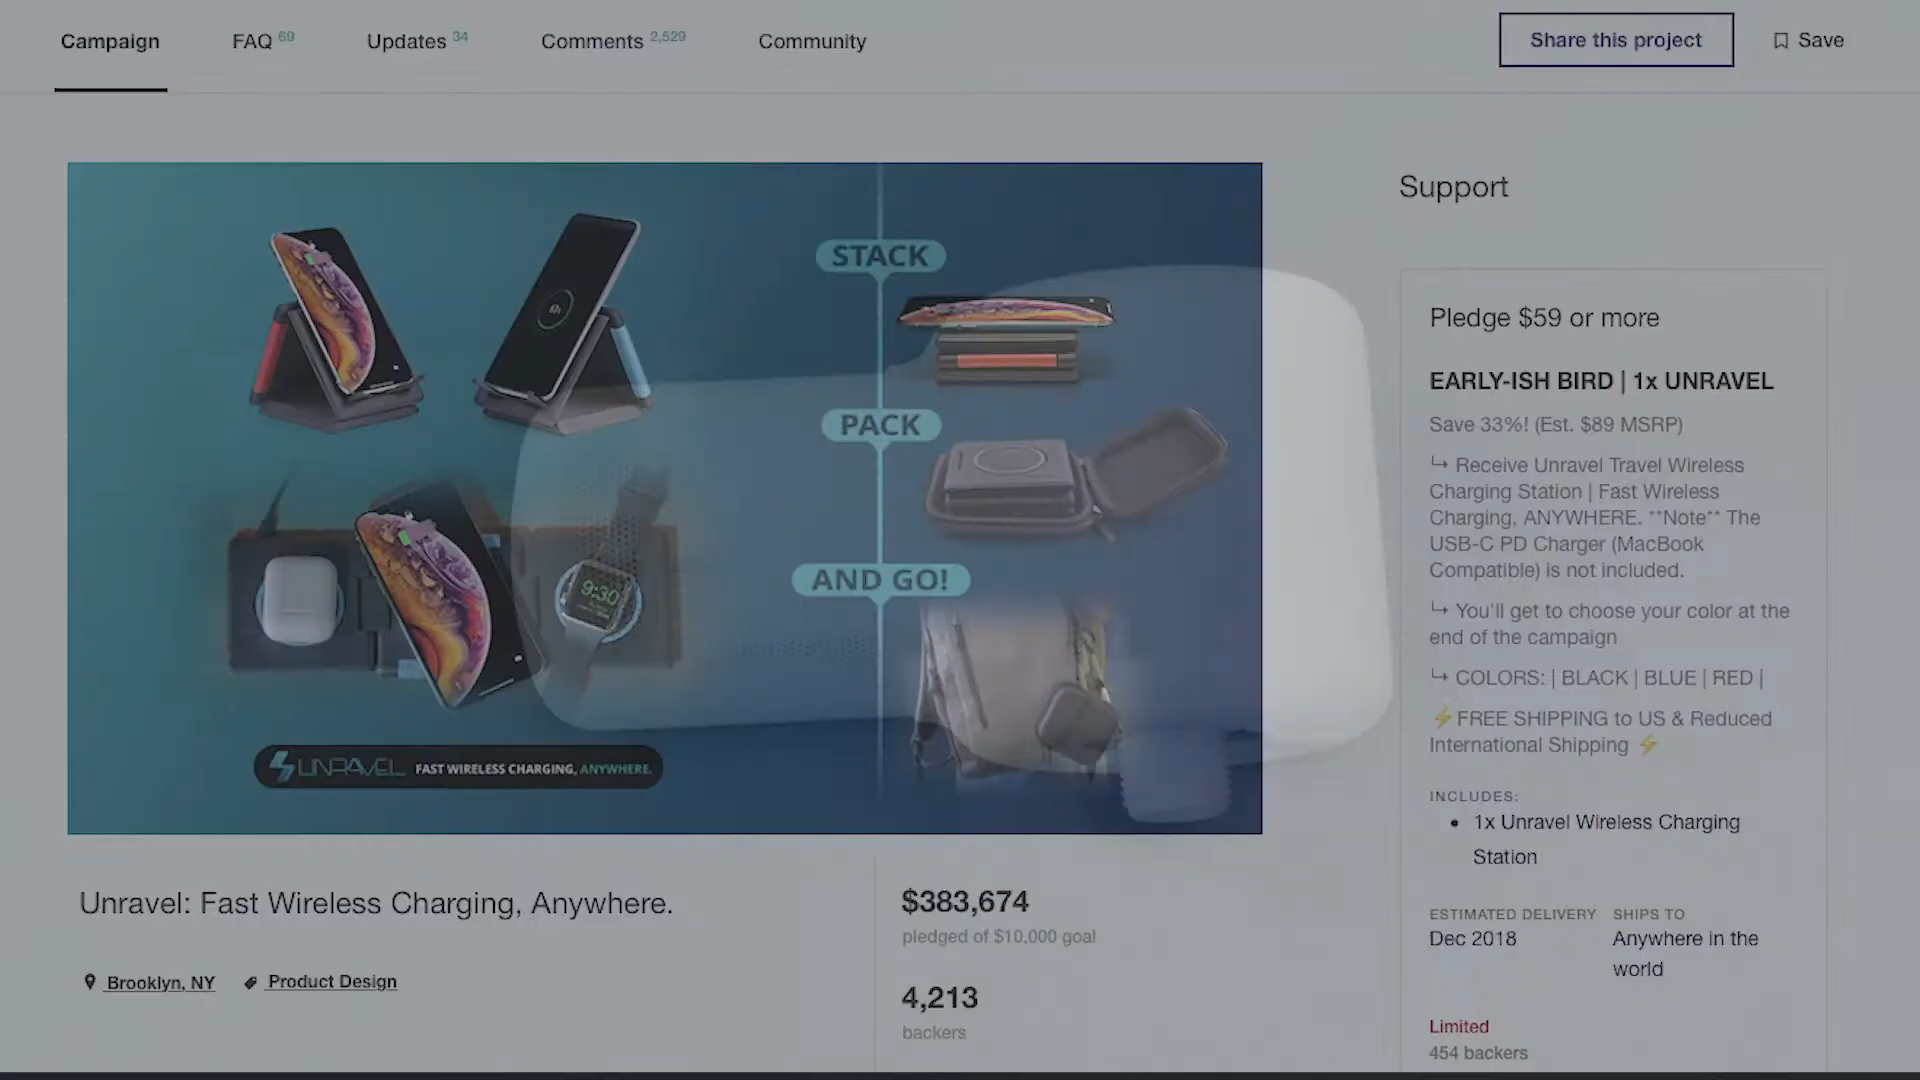 Campaign
FAQ 69
Updates 34
Comments 2,529
Community
Share this project
Save
STACK
PACK
AND GO!
9:30
UNRAVEL FAST WIRELESS CHARGING, ANYWHERE.
Unravel: Fast Wireless Charging, Anywhere.
Brooklyn, NY
Product Design
$383,674
pledged of $10,000 goal
4,213
backers
Support
Pledge $59 or more
EARLY-ISH BIRD | 1x UNRAVEL
Save 33%! (Est. $89 MSRP)
↳ Receive Unravel Travel Wireless
Charging Station | Fast Wireless
Charging, ANYWHERE. **Note** The
USB-C PD Charger (MacBook
Compatible) is not included.
↳ You'll get to choose your color at the
end of the campaign
↳ COLORS: | BLACK | BLUE | RED |
⚡FREE SHIPPING to US & Reduced
International Shipping ⚡
INCLUDES:
• 1x Unravel Wireless Charging
Station
ESTIMATED DELIVERY
Dec 2018
SHIPS TO
Anywhere in the
world
Limited
454 backers